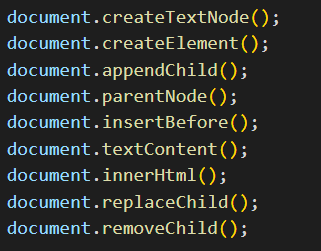 document.createTextNode();
document.createElement();
document.appendChild();
document.parentNode();
document.insertBefore();
document.textContent();
document.innerHtml();
document.replaceChild();
document.removeChild();